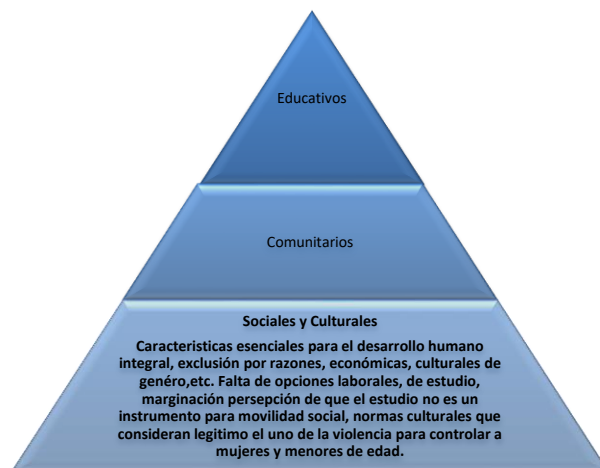 Educativos
Comunitarios
Sociales y Culturales
Caracteristicas esenciales para el desarrollo humano
integral, exclusión por razones, económicas, culturales de
genéro,etc. Falta de opciones laborales, de estudio,
marginación persepción de que el estudio no es un
instrumento para movilidad social, normas culturales que
consideran legitimo el uno de la violencia para controlar a
mujeres y menores de edad.